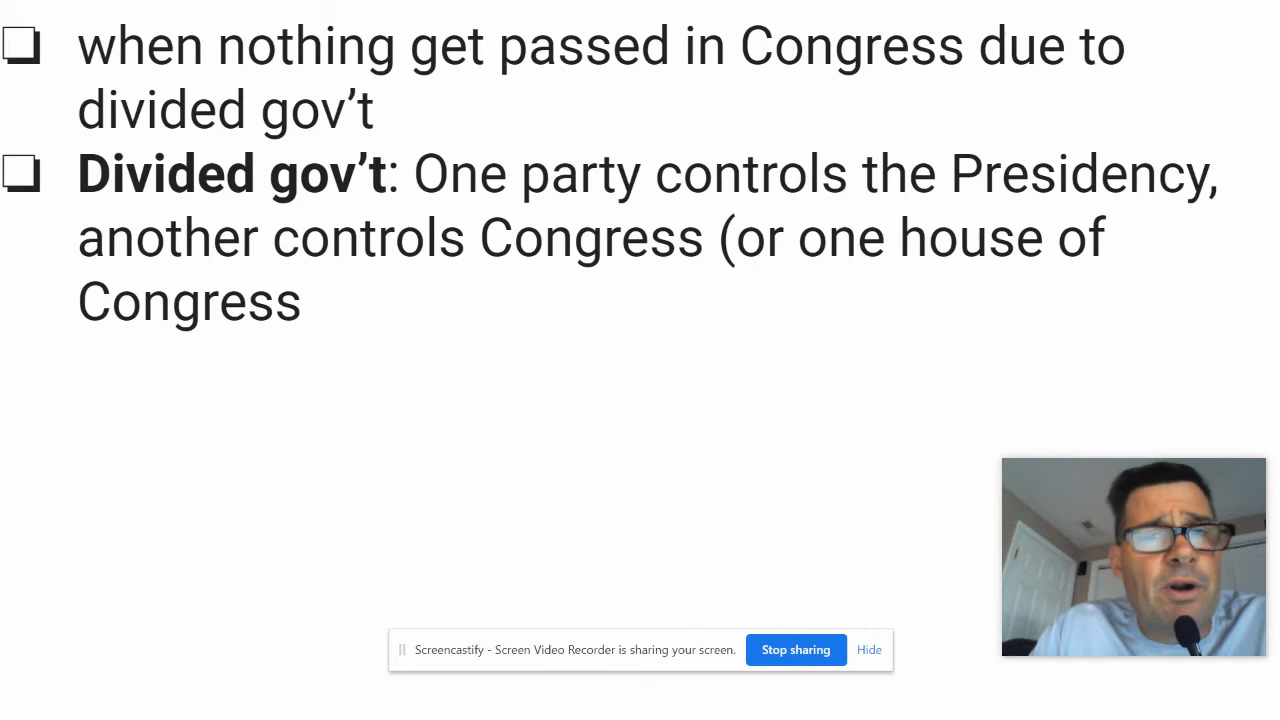 ❏ when nothing get passed in Congress due to
divided gov’t
❏ Divided gov’t: One party controls the Presidency,
another controls Congress (or one house of
Congress
Screencastify - Screen Video Recorder is sharing your screen. Stop sharing Hide